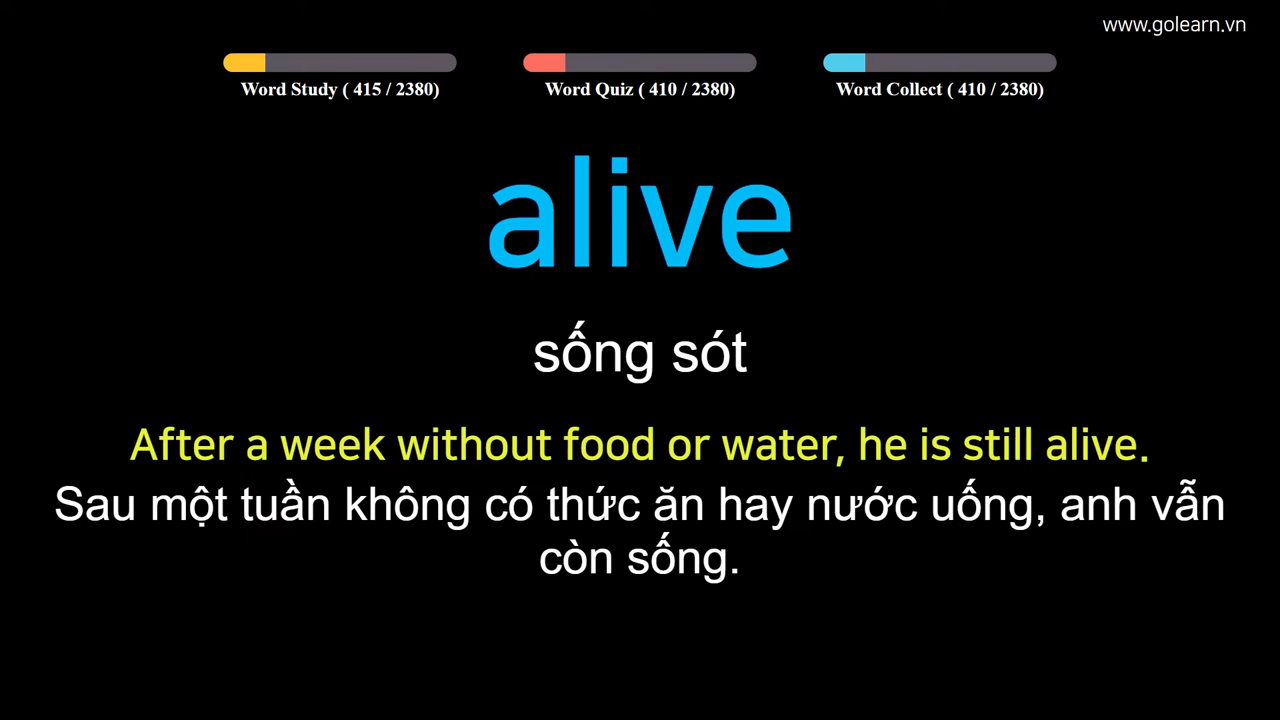 www.golearn.vn
Word Study ( 415 / 2380)
Word Quiz ( 410 / 2380)
Word Collect ( 410 / 2380)
alive
sống sót
After a week without food or water, he is still alive.
Sau một tuần không có thức ăn hay nước uống, anh vẫn
còn sống.